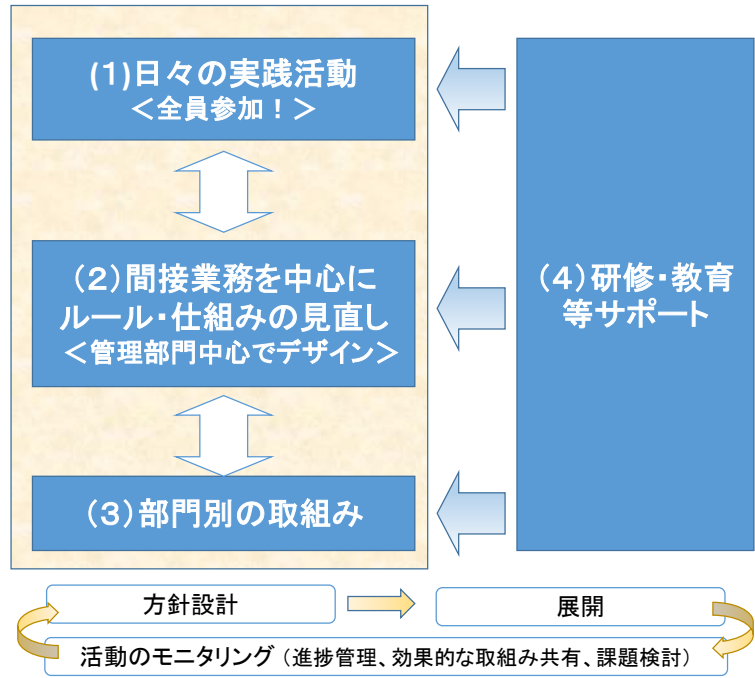 (1)日々の実践活動
＜全員参加！＞
（２）間接業務を中心に
ルール・仕組みの見直し
＜管理部門中心でデザイン＞
（３）部門別の取組み
（４）研修・教育
等サポート
方針設計
展開
活動のモニタリング（進捗管理、効果的な取組み共有、課題検討）